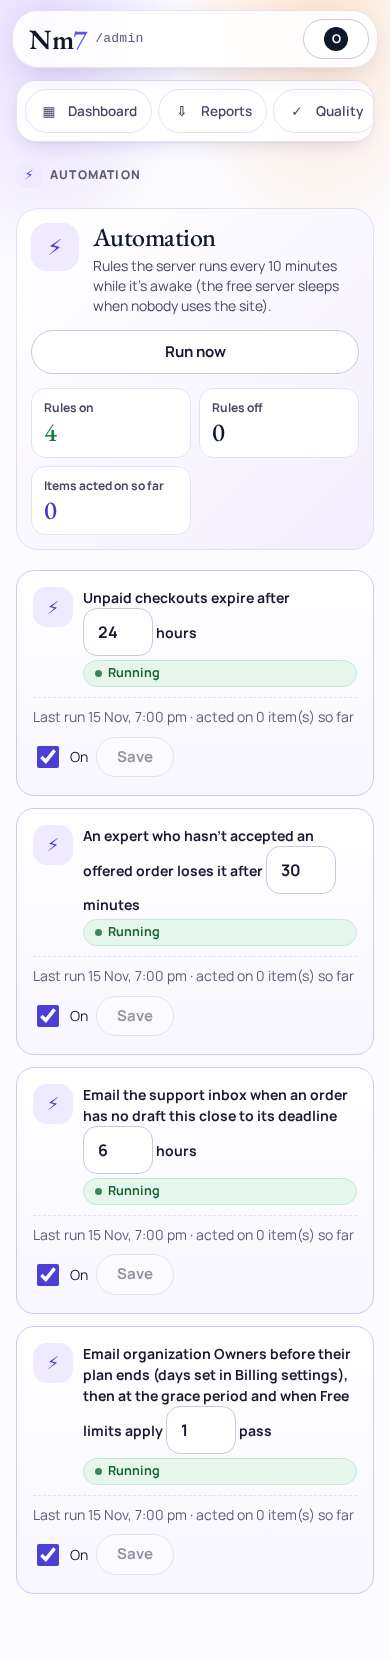 Nm7 /admin
O
Dashboard
Reports
Quality
AUTOMATION
Automation
Rules the server runs every 10 minutes
while it's awake (the free server sleeps
when nobody uses the site).
Run now
Rules on
4
Rules off
0
Items acted on so far
0
Unpaid checkouts expire after
24 hours
Running
Last run 15 Nov, 7:00 pm · acted on 0 item(s) so far
On Save
An expert who hasn't accepted an
offered order loses it after 30
minutes
Running
Last run 15 Nov, 7:00 pm · acted on 0 item(s) so far
On Save
Email the support inbox when an order
has no draft this close to its deadline
6 hours
Running
Last run 15 Nov, 7:00 pm · acted on 0 item(s) so far
On Save
Email organization Owners before their
plan ends (days set in Billing settings),
then at the grace period and when Free
limits apply 1 pass
Running
Last run 15 Nov, 7:00 pm · acted on 0 item(s) so far
On Save